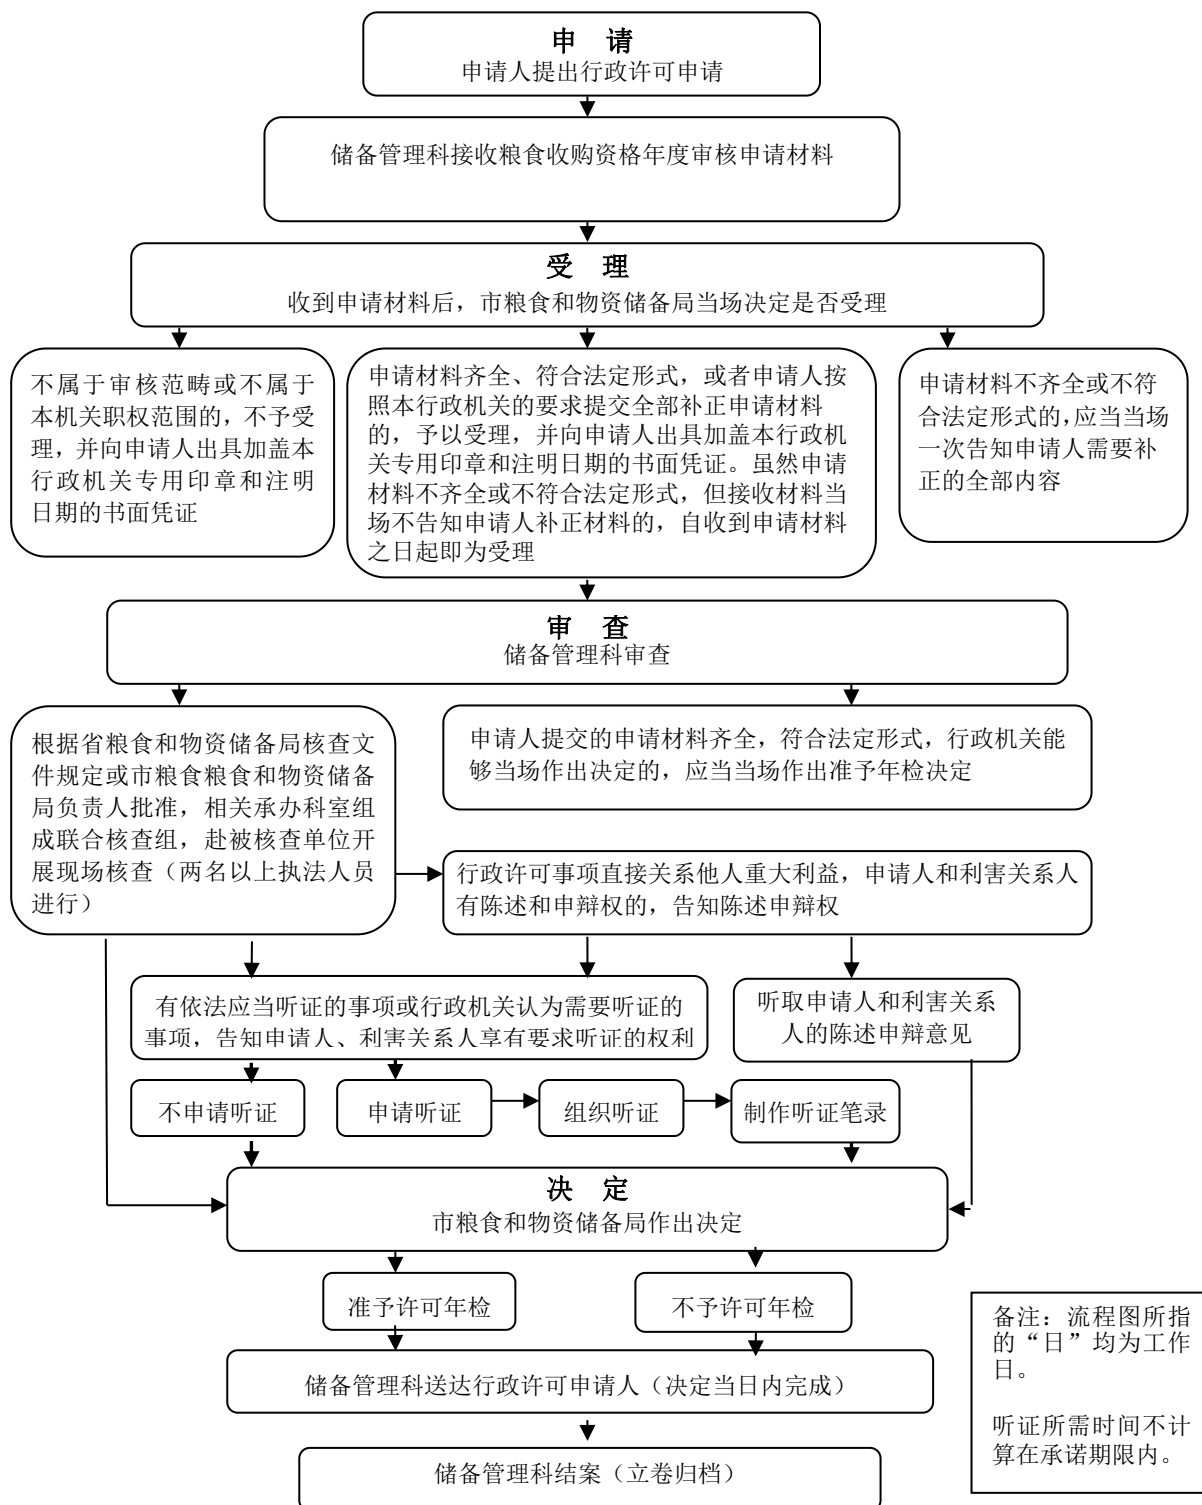 申 请
申请人提出行政许可申请
储备管理科接收粮食收购资格年度审核申请材料
受 理
收到申请材料后，市粮食和物资储备局当场决定是否受理
不属于审核范畴或不属于
本机关职权范围的，不予受
理，并向申请人出具加盖本
行政机关专用印章和注明
日期的书面凭证
申请材料齐全、符合法定形式，或者申请人按
照本行政机关的要求提交全部补正申请材料
的，予以受理，并向申请人出具加盖本行政机
关专用印章和注明日期的书面凭证。虽然申请
材料不齐全或不符合法定形式，但接收材料当
场不告知申请人补正材料的，自收到申请材料
之日起即为受理
申请材料不齐全或不符
合法定形式的，应当当场
一次告知申请人需要补
正的全部内容
审 查
储备管理科审查
根据省粮食和物资储备局核查文
件规定或市粮食粮食和物资储备
局负责人批准，相关承办科室组
成联合核查组，赴被核查单位开
展现场核查（两名以上执法人员
进行）
申请人提交的申请材料齐全，符合法定形式，行政机关能
够当场作出决定的，应当当场作出准予年检决定
行政许可事项直接关系他人重大利益，申请人和利害关系人
有陈述和申辩权的，告知陈述申辩权
有依法应当听证的事项或行政机关认为需要听证的
事项，告知申请人、利害关系人享有要求听证的权利
听取申请人和利害关系
人的陈述申辩意见
不申请听证
申请听证
组织听证
制作听证笔录
决 定
市粮食和物资储备局作出决定
准予许可年检
不予许可年检
储备管理科送达行政许可申请人（决定当日内完成）
储备管理科结案（立卷归档）
备注：流程图所指
的“日”均为工作
日。
听证所需时间不计
算在承诺期限内。